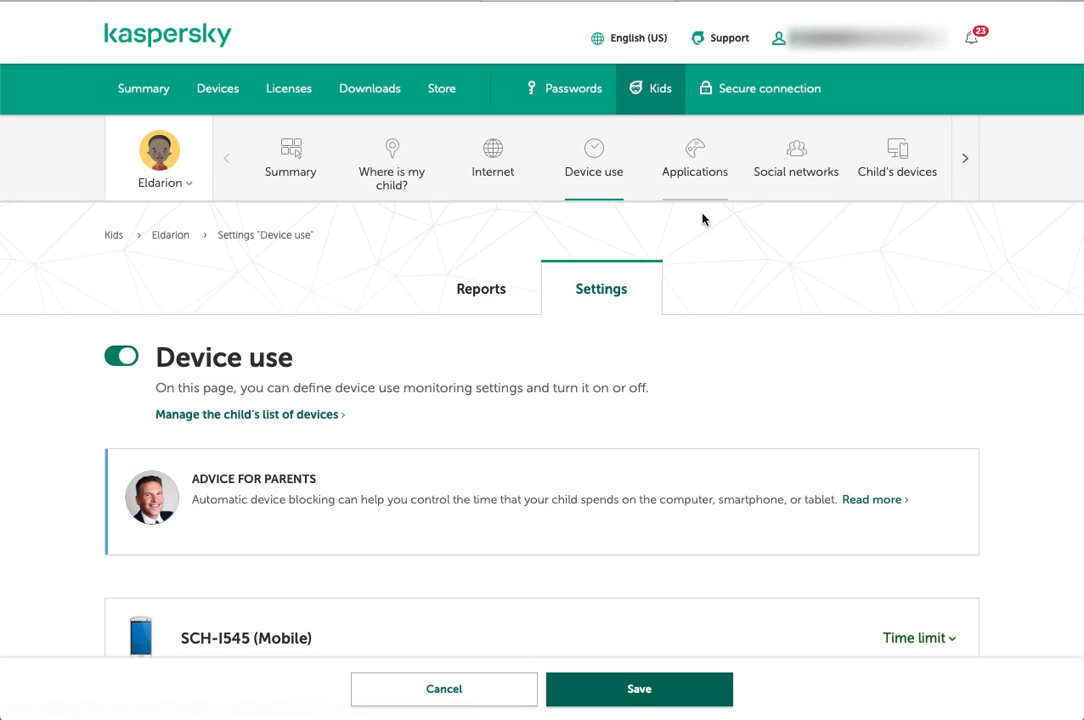 kaspersky
English (US)
Support
23
Summary
Devices
Licenses
Downloads
Store
Passwords
Kids
Secure connection
Eldarion
Summary
Where is my
child?
Internet
Device use
Applications
Social networks
Child's devices
Kids › Eldarion › Settings "Device use"
Reports
Settings
Device use
On this page, you can define device use monitoring settings and turn it on or off.
Manage the child's list of devices ›
ADVICE FOR PARENTS
Automatic device blocking can help you control the time that your child spends on the computer, smartphone, or tablet. Read more ›
SCH-I545 (Mobile)
Time limit
Cancel
Save